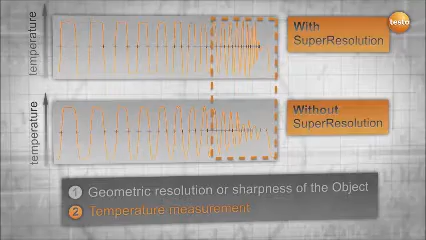 testo
temperature
With
SuperResolution
temperature
Without
SuperResolution
1 Geometric resolution or sharpness of the Object
2 Temperature measurement